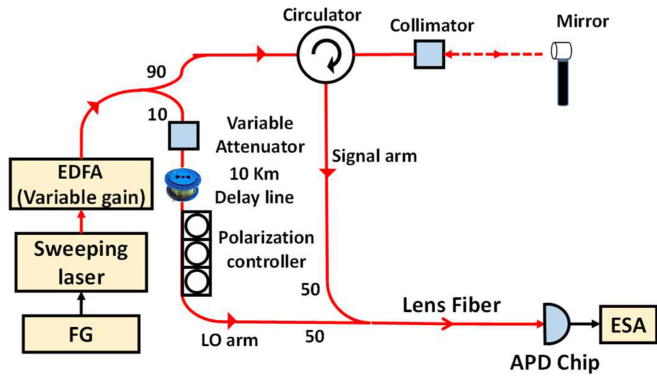 Circulator
Collimator
Mirror
90
10
Variable
Attenuator
10 Km
Delay line
Signal arm
EDFA
(Variable gain)
Polarization
controller
Sweeping
laser
50
Lens Fiber
FG
LO arm
50
APD Chip
ESA